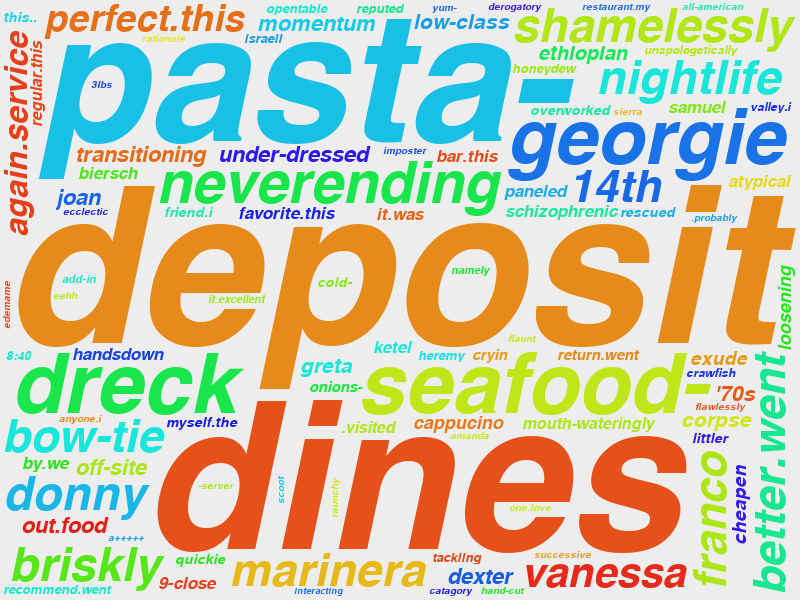 this..
perfect.this
openable
reputed
yum-
derogatory
restaurant.my
all-american
momentum
low-class
shamelessly
again.service
regular.this
rationale
israeli
pasta-
ethiopian
unapologetically
honeydew
nightlife
3lbs
overworked
sierra
samuel
valley.i
georgie
transitioning
under-dressed
imposter
bar.this
biersch
neverending
paneled
14th
atypical
joan
ecclectic
friend.i
favorite.this
it.was
schizophrenic
rescued
.probably
deposit
add-in
eehh
it.excellent
cold-
namely
edemame
loosening
8:40
handsdown
ketel
heremy
cryin
flaunt
return.went
exude
greta
crawfish
dreck
onions-
seafood-
'70s
flawlessly
anyone.i
myself.the
.visited
cappucino
mouth-wateringly
corpse
bow-tie
amanda
littler
better.went
by.we
off-site
dines
donny
-server
scoot
raunchy
one.love
franco
cheapen
out.food
a+++++
briskly
quickie
9-close
marinera
tackling
successive
dexter
vanessa
recommend.went
interacting
catagory
hand-cut